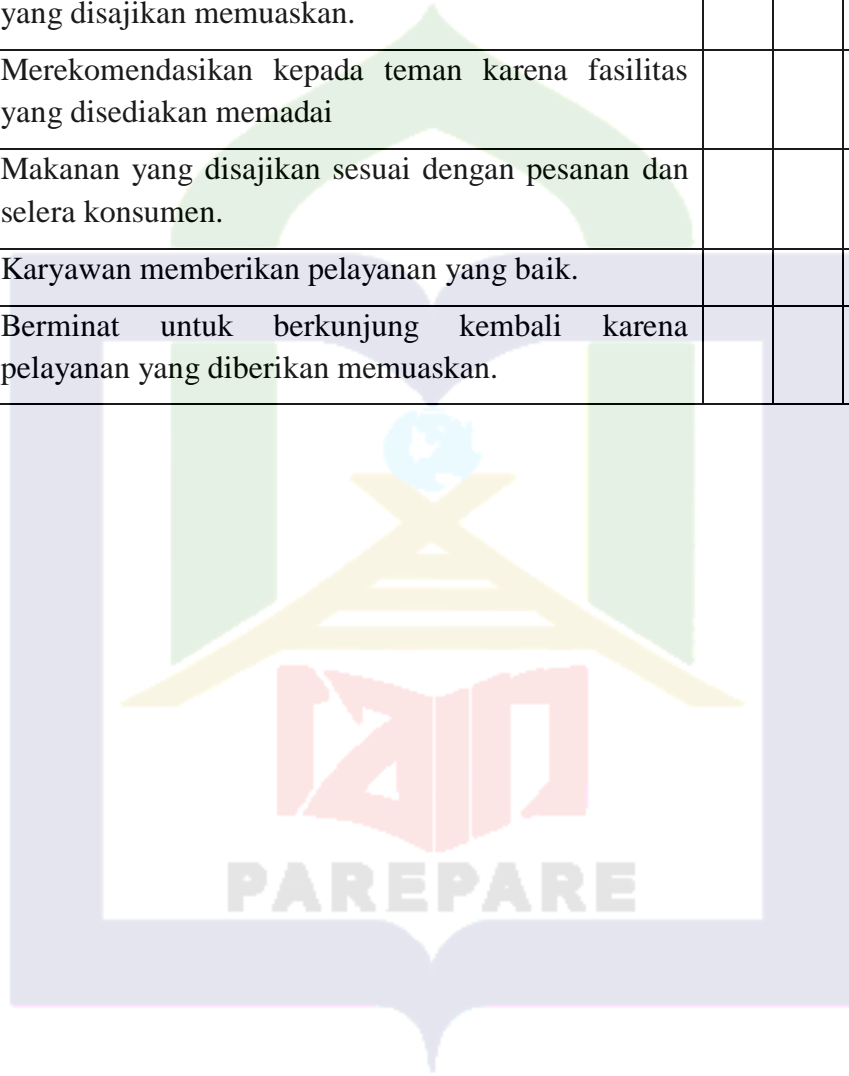 yang disajikan memuaskan.
Merekomendasikan kepada teman karena fasilitas
yang disediakan memadai
Makanan yang disajikan sesuai dengan pesanan dan
selera konsumen.
Karyawan memberikan pelayanan yang baik.
Berminat untuk berkunjung kembali karena
pelayanan yang diberikan memuaskan.
iain
PAREPARE